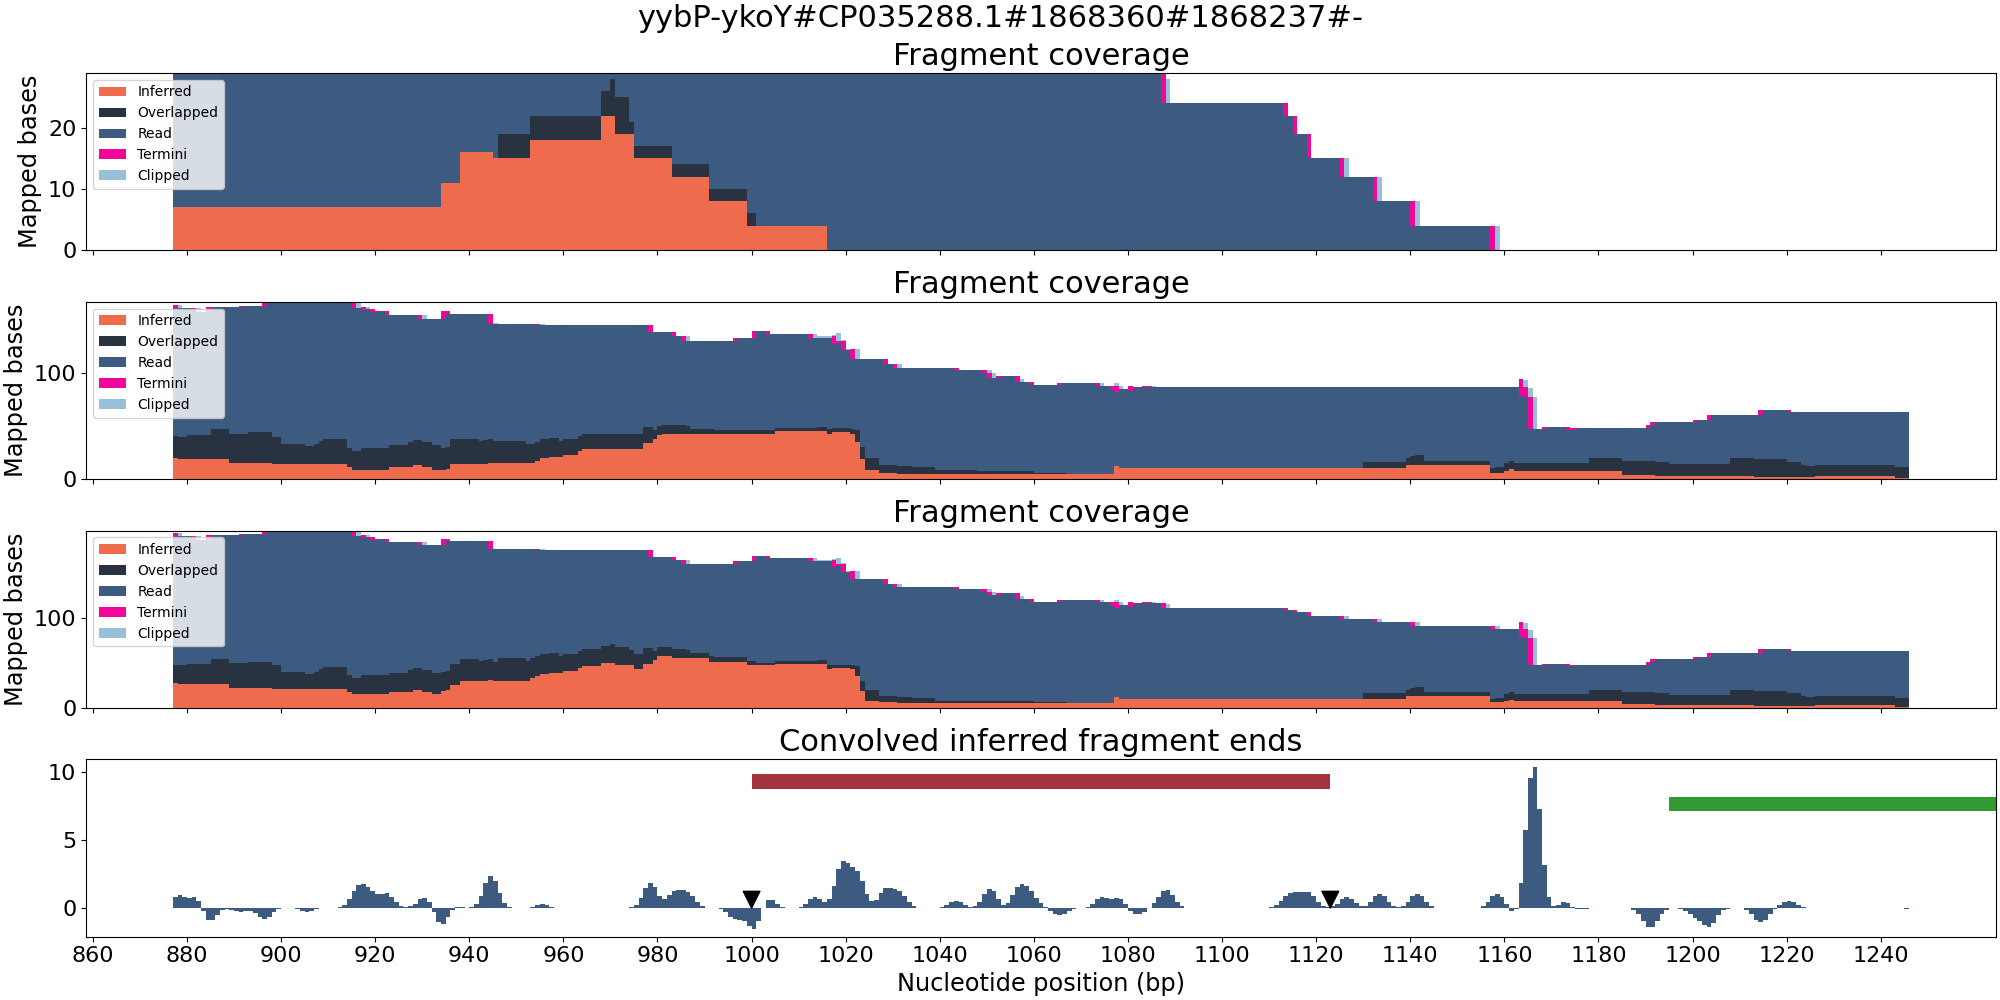 yybP-ykoY#CP035288.1#1868360#1868237#-
Fragment coverage
Mapped bases
20
10
0
Inferred
Overlapped
Read
Termini
Clipped
Fragment coverage
Mapped bases
100
0
Inferred
Overlapped
Read
Termini
Clipped
Fragment coverage
Mapped bases
100
0
Inferred
Overlapped
Read
Termini
Clipped
Convolved inferred fragment ends
10
5
0
860 880 900 920 940 960 980 1000 1020 1040 1060 1080 1100 1120 1140 1160 1180 1200 1220 1240
Nucleotide position (bp)